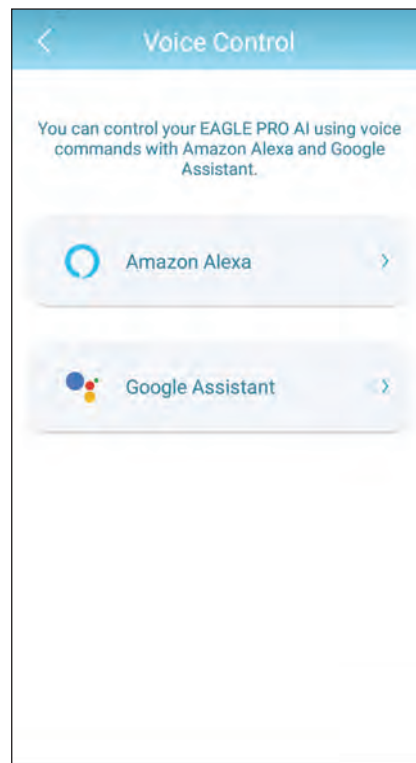 Voice Control
You can control your EAGLE PRO AI using voice
commands with Amazon Alexa and Google
Assistant.
Amazon Alexa
Google Assistant